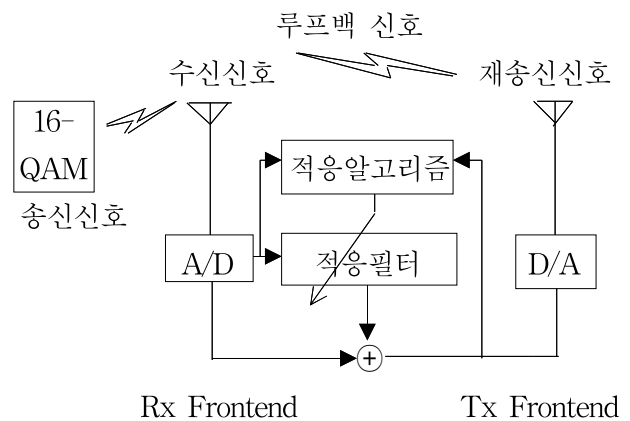 루프백 신호
수신신호
재송신신호
16-
QAM
송신신호
적응알고리즘
A/D
적응필터
D/A
+
Rx Frontend
Tx Frontend